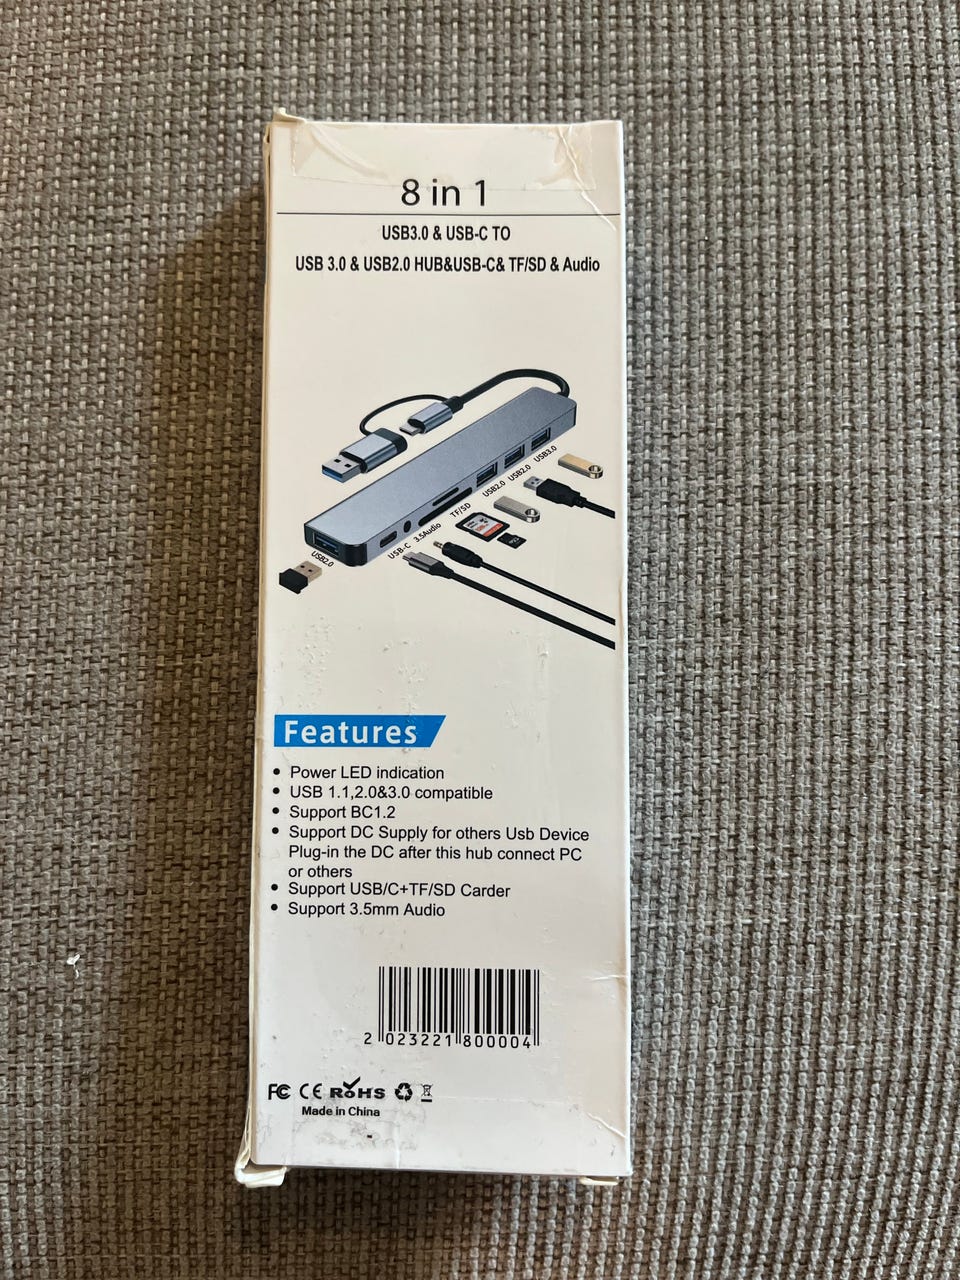 8 in 1
USB3.0 & USB-C TO
USB 3.0 & USB2.0 HUB&USB-C& TF/SD & Audio
USB3.0
USB2.0
USB2.0
TF/SD
3.5Audio
USB-C
USB2.0
Features
• Power LED indication
• USB 1.1,2.0&3.0 compatible
• Support BC1.2
• Support DC Supply for others Usb Device
Plug-in the DC after this hub connect PC
or others
• Support USB/C+TF/SD Carder
• Support 3.5mm Audio
2 023221 800004
FC CE RoHS
Made in China